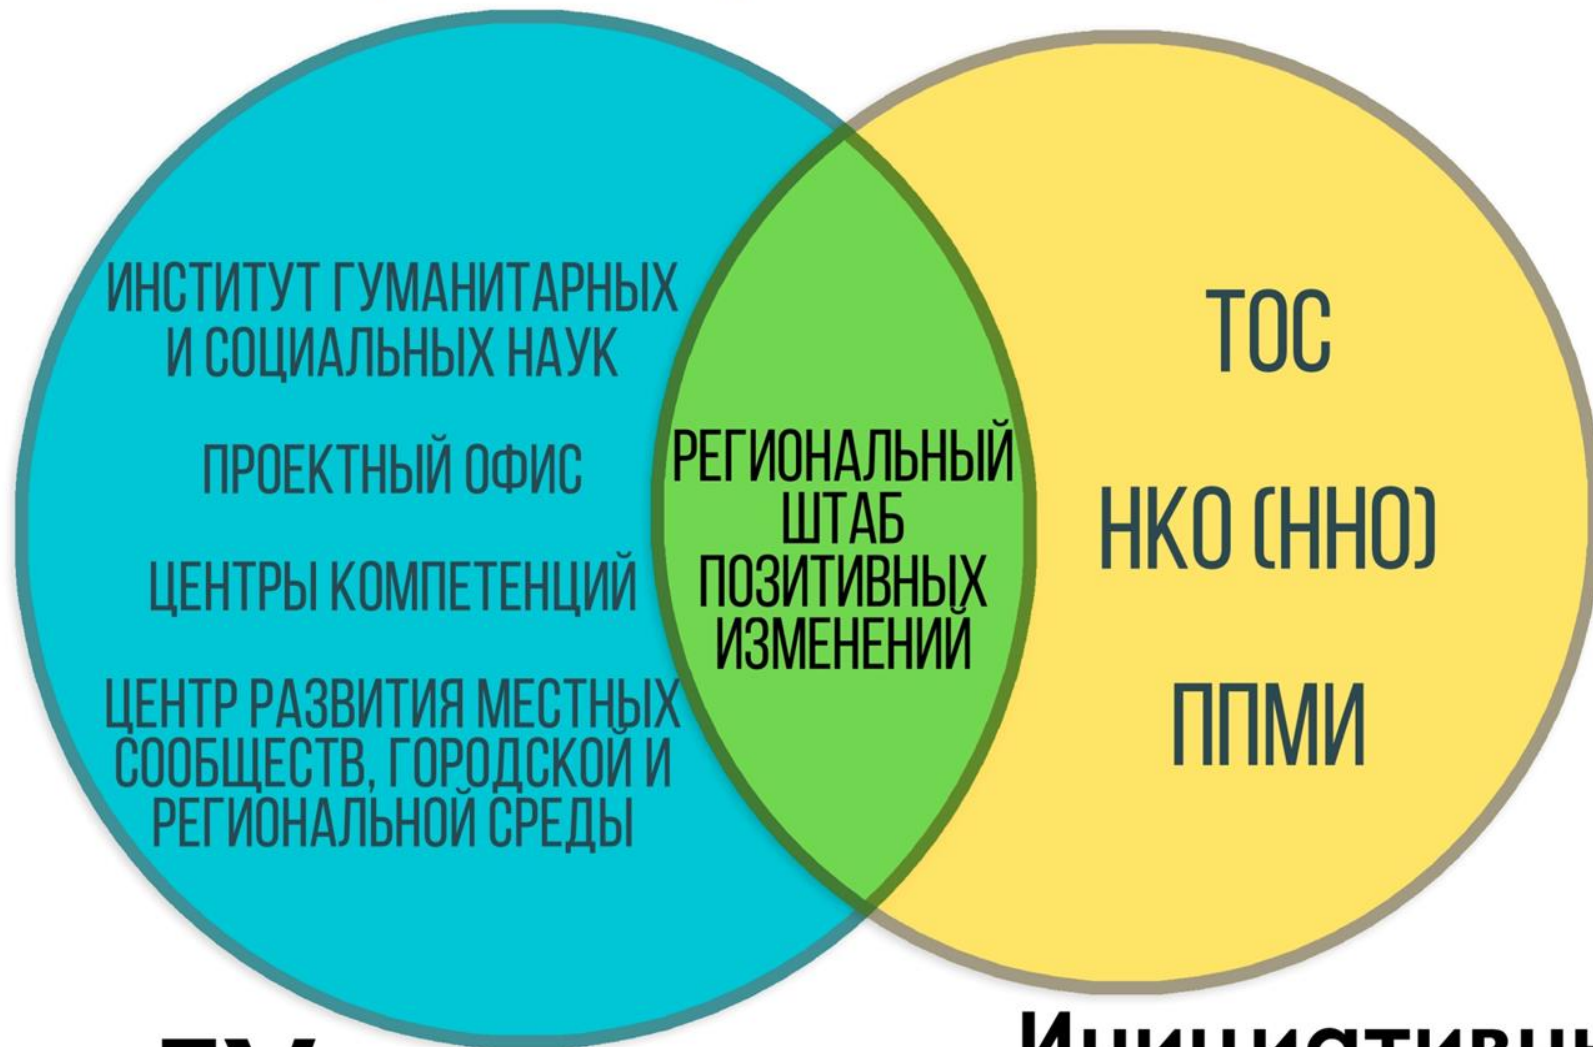 ИНСТИТУТ ГУМАНИТАРНЫХ
И СОЦИАЛЬНЫХ НАУК
ПРОЕКТНЫЙ ОФИС
ЦЕНТРЫ КОМПЕТЕНЦИЙ
ЦЕНТР РАЗВИТИЯ МЕСТНЫХ
СООБЩЕСТВ, ГОРОДСКОЙ И
РЕГИОНАЛЬНОЙ СРЕДЫ
РЕГИОНАЛЬНЫЙ
ШТАБ
ПОЗИТИВНЫХ
ИЗМЕНЕНИЙ
ТОС
НКО (ННО)
ППМИ